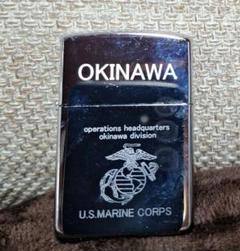 OKINAWA
operations headquarters
okinawa division
U.S. MARINE CORPS